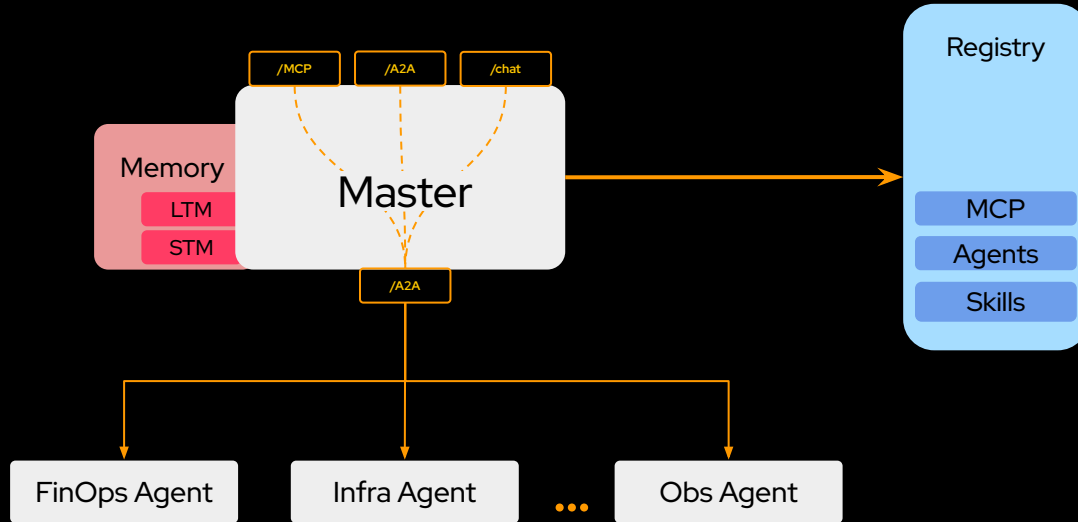 /MCP
/A2A
/chat
Registry
Memory
Master
LTM
STM
MCP
Agents
Skills
/A2A
FinOps Agent
Infra Agent
...
Obs Agent